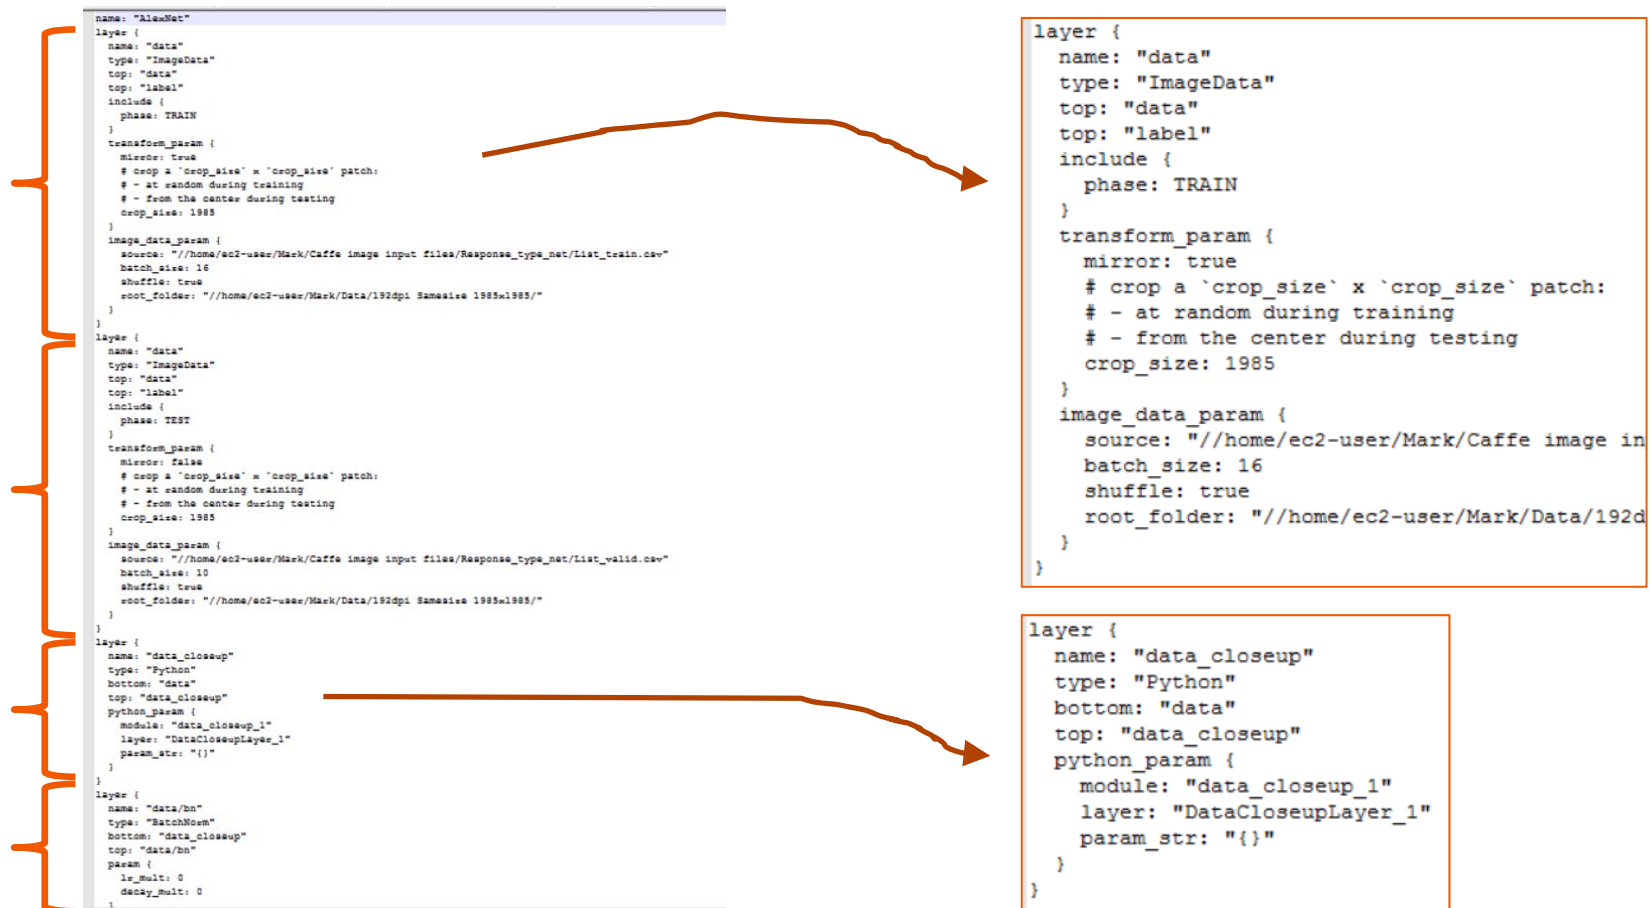 name: "AlexNet"
layer {
  name: "data"
  type: "ImageData"
  top: "data"
  top: "label"
  include {
    phase: TRAIN
  }
  transform_param {
    mirror: true
    # crop a `crop_size` x `crop_size` patch:
    # - at random during training
    # - from the center during testing
    crop_size: 1985
  }
  image_data_param {
    source: "//home/ec2-user/Mark/Caffe image input files/Response_type_net/List_train.csv"
    batch_size: 16
    shuffle: true
    root_folder: "//home/ec2-user/Mark/Data/192dpi Samesize 1985x1985/"
  }
}
layer {
  name: "data"
  type: "ImageData"
  top: "data"
  top: "label"
  include {
    phase: TEST
  }
  transform_param {
    mirror: false
    # crop a `crop_size` x `crop_size` patch:
    # - at random during training
    # - from the center during testing
    crop_size: 1985
  }
  image_data_param {
    source: "//home/ec2-user/Mark/Caffe image input files/Response_type_net/List_valid.csv"
    batch_size: 10
    shuffle: true
    root_folder: "//home/ec2-user/Mark/Data/192dpi Samesize 1985x1985/"
  }
}
layer {
  name: "data_closeup"
  type: "Python"
  bottom: "data"
  top: "data_closeup"
  python_param {
    module: "data_closeup_1"
    layer: "DataCloseupLayer_1"
    param_str: "{}"
  }
}
layer {
  name: "data/bn"
  type: "BatchNorm"
  bottom: "data_closeup"
  top: "data/bn"
  param {
    lr_mult: 0
    decay_mult: 0
  }
layer {
  name: "data"
  type: "ImageData"
  top: "data"
  top: "label"
  include {
    phase: TRAIN
  }
  transform_param {
    mirror: true
    # crop a `crop_size` x `crop_size` patch:
    # - at random during training
    # - from the center during testing
    crop_size: 1985
  }
  image_data_param {
    source: "//home/ec2-user/Mark/Caffe image in
    batch_size: 16
    shuffle: true
    root_folder: "//home/ec2-user/Mark/Data/192d
  }
}
layer {
  name: "data_closeup"
  type: "Python"
  bottom: "data"
  top: "data_closeup"
  python_param {
    module: "data_closeup_1"
    layer: "DataCloseupLayer_1"
    param_str: "{}"
  }
}